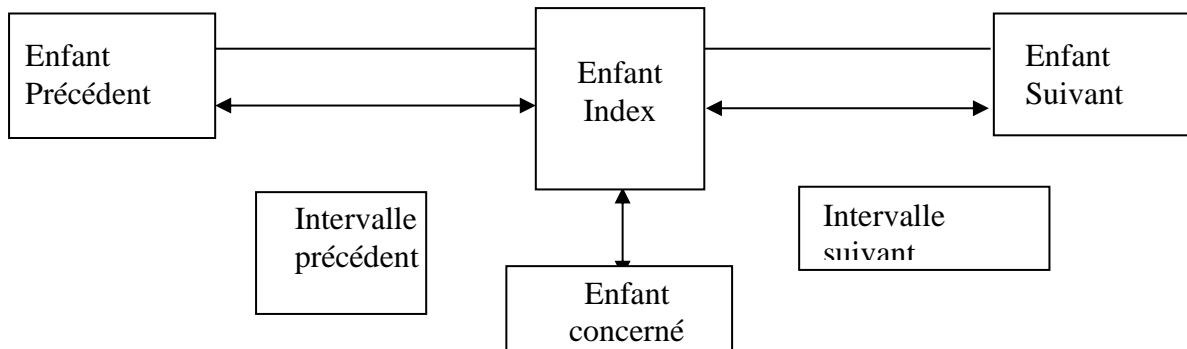 Enfant
Précédent
Enfant
Index
Enfant
Suivant
Intervalle
précédent
Intervalle
suivant
Enfant
concerné